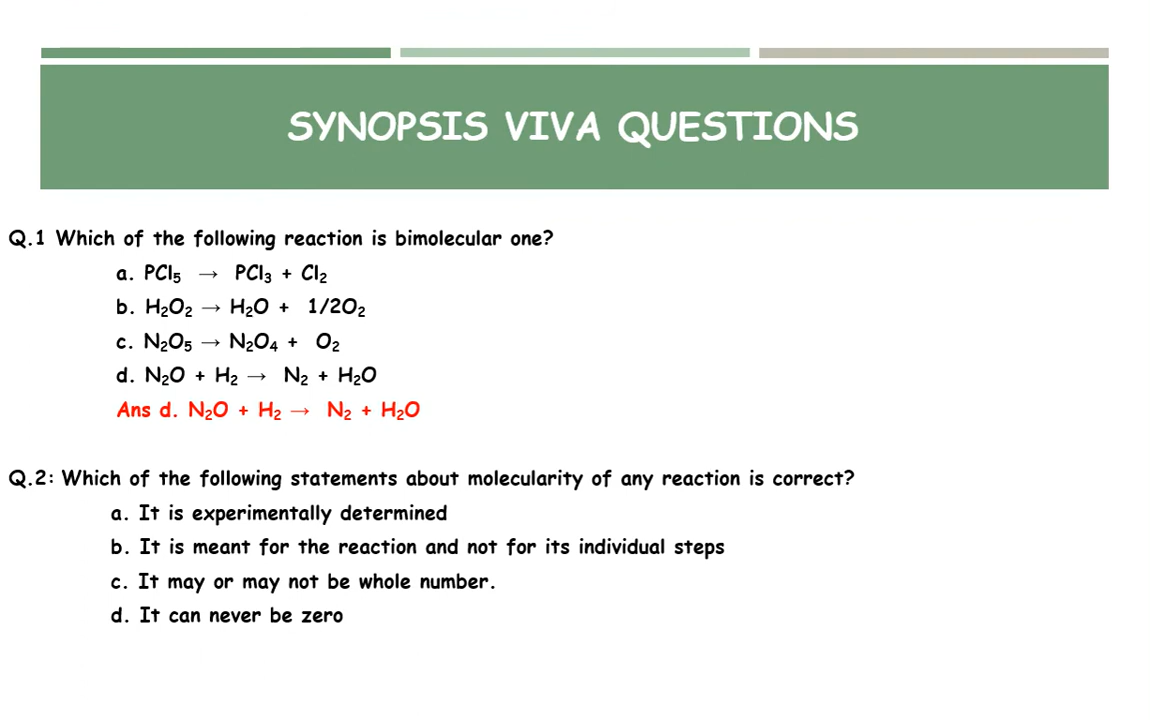 SYNOPSIS VIVA QUESTIONS
Q.1 Which of the following reaction is bimolecular one?
a. PCl₅ → PCl₃ + Cl₂
b. H₂O₂ → H₂O + 1/2O₂
c. N₂O₅ → N₂O₄ + O₂
d. N₂O + H₂ → N₂ + H₂O
Ans d. N₂O + H₂ → N₂ + H₂O
Q.2: Which of the following statements about molecularity of any reaction is correct?
a. It is experimentally determined
b. It is meant for the reaction and not for its individual steps
c. It may or may not be whole number.
d. It can never be zero